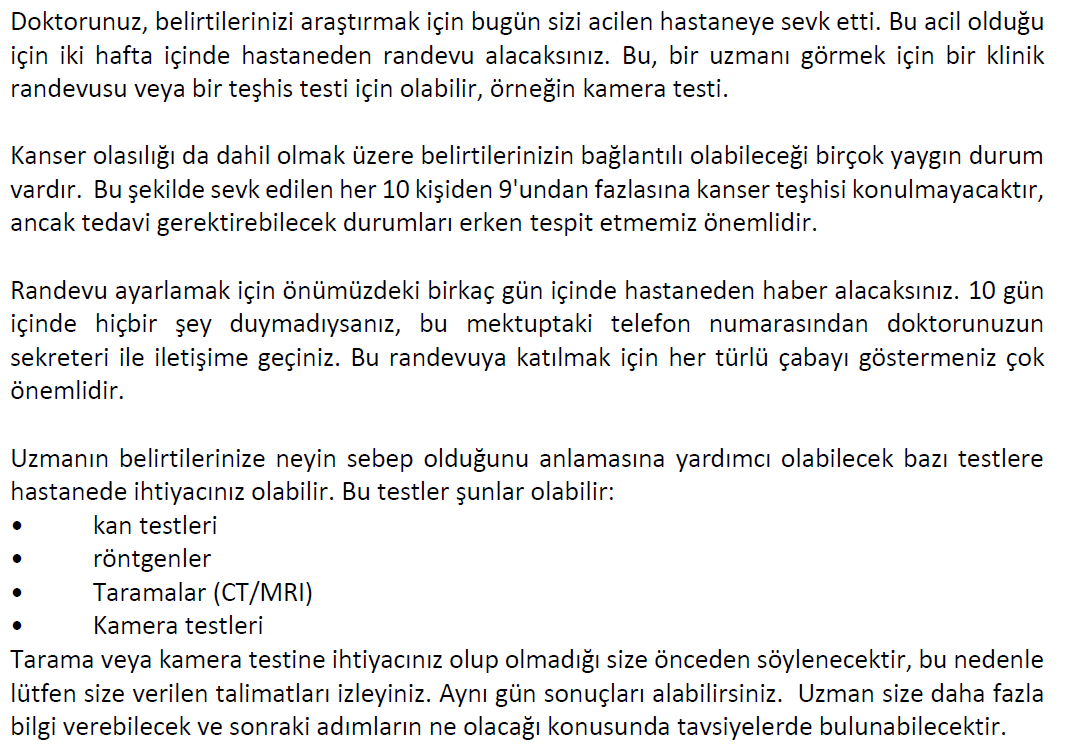 Doktorunuz, belirtilerinizi araştırmak için bugün sizi acilen hastaneye sevk etti. Bu acil olduğu
için iki hafta içinde hastaneden randevu alacaksınız. Bu, bir uzmanı görmek için bir klinik
randevusu veya bir teşhis testi için olabilir, örneğin kamera testi.

Kanser olasılığı da dahil olmak üzere belirtilerinizin bağlantılı olabileceği birçok yaygın durum
vardır.  Bu şekilde sevk edilen her 10 kişiden 9'undan fazlasına kanser teşhisi konulmayacaktır,
ancak tedavi gerektirebilecek durumları erken tespit etmemiz önemlidir.

Randevu ayarlamak için önümüzdeki birkaç gün içinde hastaneden haber alacaksınız. 10 gün
içinde hiçbir şey duymadıysanız, bu mektuptaki telefon numarasından doktorunuzun
sekreteri ile iletişime geçiniz. Bu randevuya katılmak için her türlü çabayı göstermeniz çok
önemlidir.

Uzmanın belirtilerinize neyin sebep olduğunu anlamasına yardımcı olabilecek bazı testlere
hastanede ihtiyacınız olabilir. Bu testler şunlar olabilir:
• kan testleri
• röntgenler
• Taramalar (CT/MRI)
• Kamera testleri
Tarama veya kamera testine ihtiyacınız olup olmadığı size önceden söylenecektir, bu nedenle
lütfen size verilen talimatları izleyiniz. Aynı gün sonuçları alabilirsiniz.  Uzman size daha fazla
bilgi verebilecek ve sonraki adımların ne olacağı konusunda tavsiyelerde bulunabilecektir.